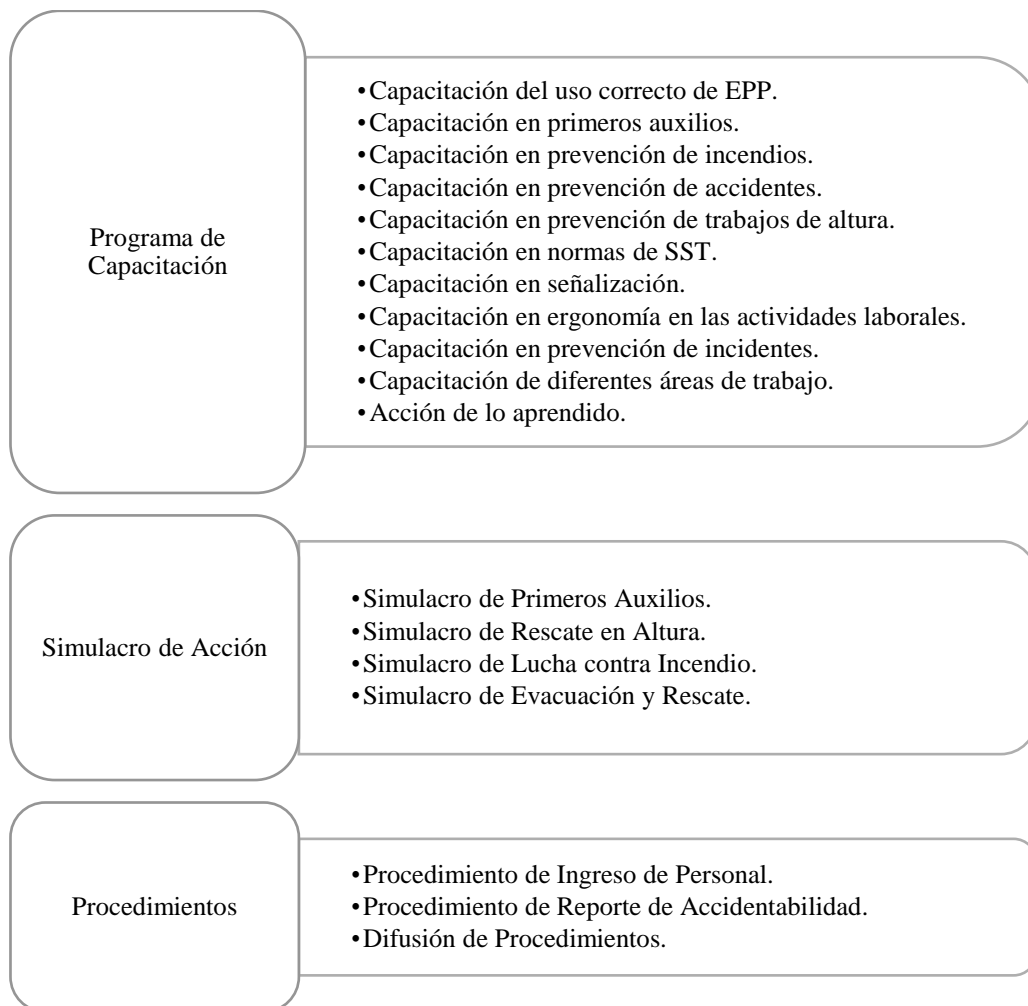 Programa de
Capacitación
•Capacitación del uso correcto de EPP.
•Capacitación en primeros auxilios.
•Capacitación en prevención de incendios.
•Capacitación en prevención de accidentes.
•Capacitación en prevención de trabajos de altura.
•Capacitación en normas de SST.
•Capacitación en señalización.
•Capacitación en ergonomía en las actividades laborales.
•Capacitación en prevención de incidentes.
•Capacitación de diferentes áreas de trabajo.
•Acción de lo aprendido.
Simulacro de Acción
•Simulacro de Primeros Auxilios.
•Simulacro de Rescate en Altura.
•Simulacro de Lucha contra Incendio.
•Simulacro de Evacuación y Rescate.
Procedimientos
•Procedimiento de Ingreso de Personal.
•Procedimiento de Reporte de Accidentabilidad.
•Difusión de Procedimientos.